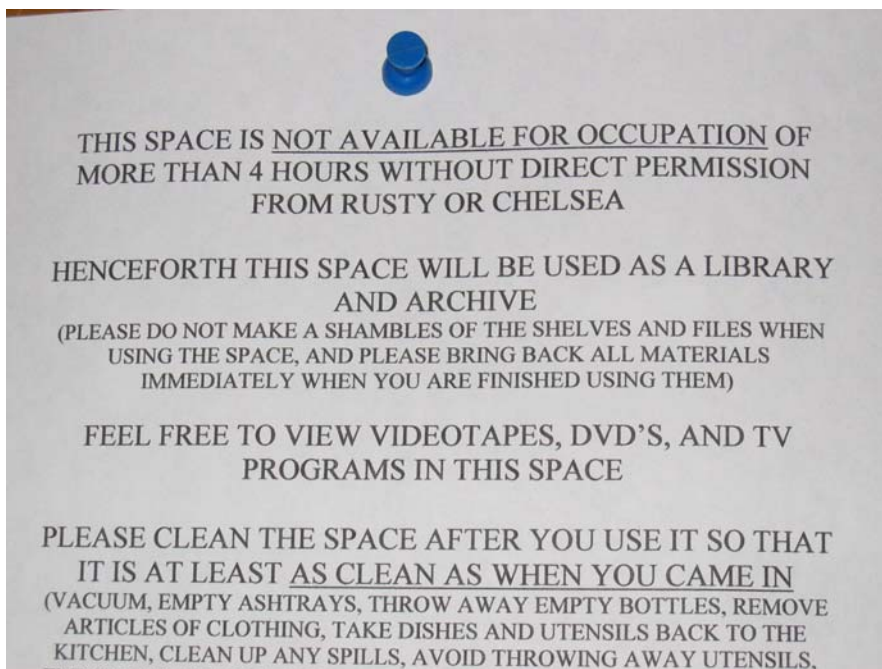 THIS SPACE IS NOT AVAILABLE FOR OCCUPATION OF
MORE THAN 4 HOURS WITHOUT DIRECT PERMISSION
FROM RUSTY OR CHELSEA
HENCEFORTH THIS SPACE WILL BE USED AS A LIBRARY
AND ARCHIVE
(PLEASE DO NOT MAKE A SHAMBLES OF THE SHELVES AND FILES WHEN
USING THE SPACE, AND PLEASE BRING BACK ALL MATERIALS
IMMEDIATELY WHEN YOU ARE FINISHED USING THEM)
FEEL FREE TO VIEW VIDEOTAPES, DVD'S, AND TV
PROGRAMS IN THIS SPACE
PLEASE CLEAN THE SPACE AFTER YOU USE IT SO THAT
IT IS AT LEAST AS CLEAN AS WHEN YOU CAME IN
(VACUUM, EMPTY ASHTRAYS, THROW AWAY EMPTY BOTTLES, REMOVE
ARTICLES OF CLOTHING, TAKE DISHES AND UTENSILS BACK TO THE
KITCHEN, CLEAN UP ANY SPILLS, AVOID THROWING AWAY UTENSILS,